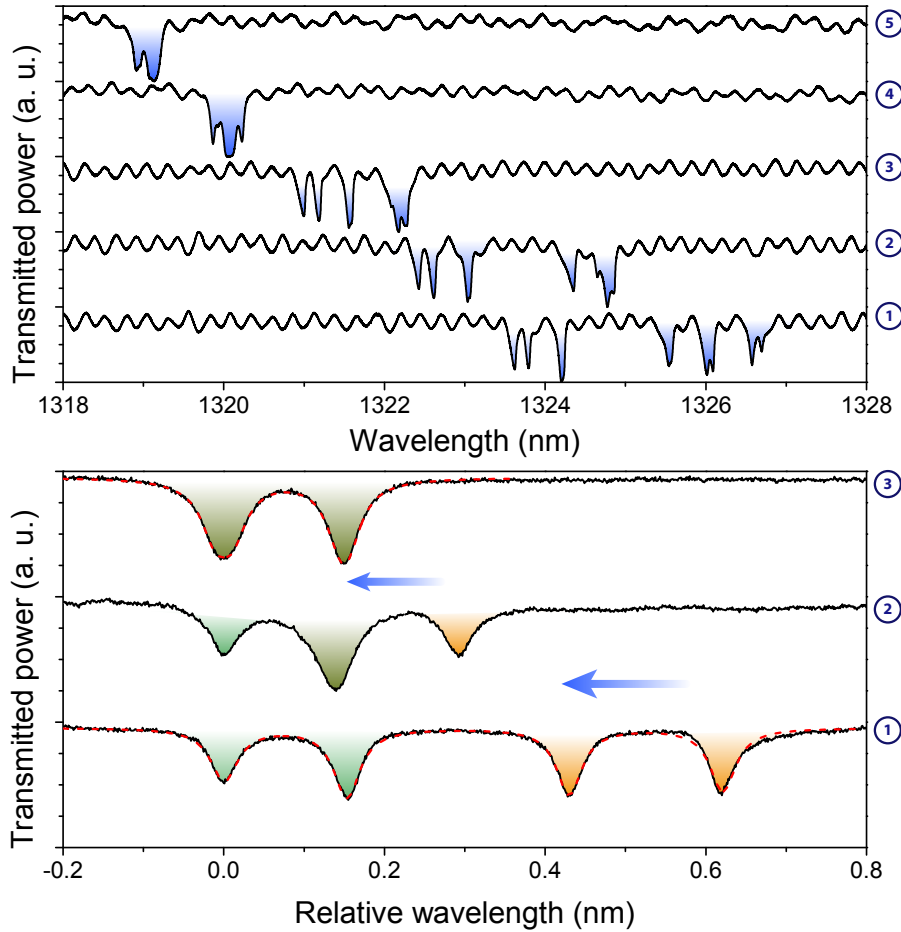 Transmitted power (a. u.)
5
4
3
2
1
1318 1320 1322 1324 1326 1328
Wavelength (nm)
Transmitted power (a. u.)
3
2
1
-0.2 0.0 0.2 0.4 0.6 0.8
Relative wavelength (nm)